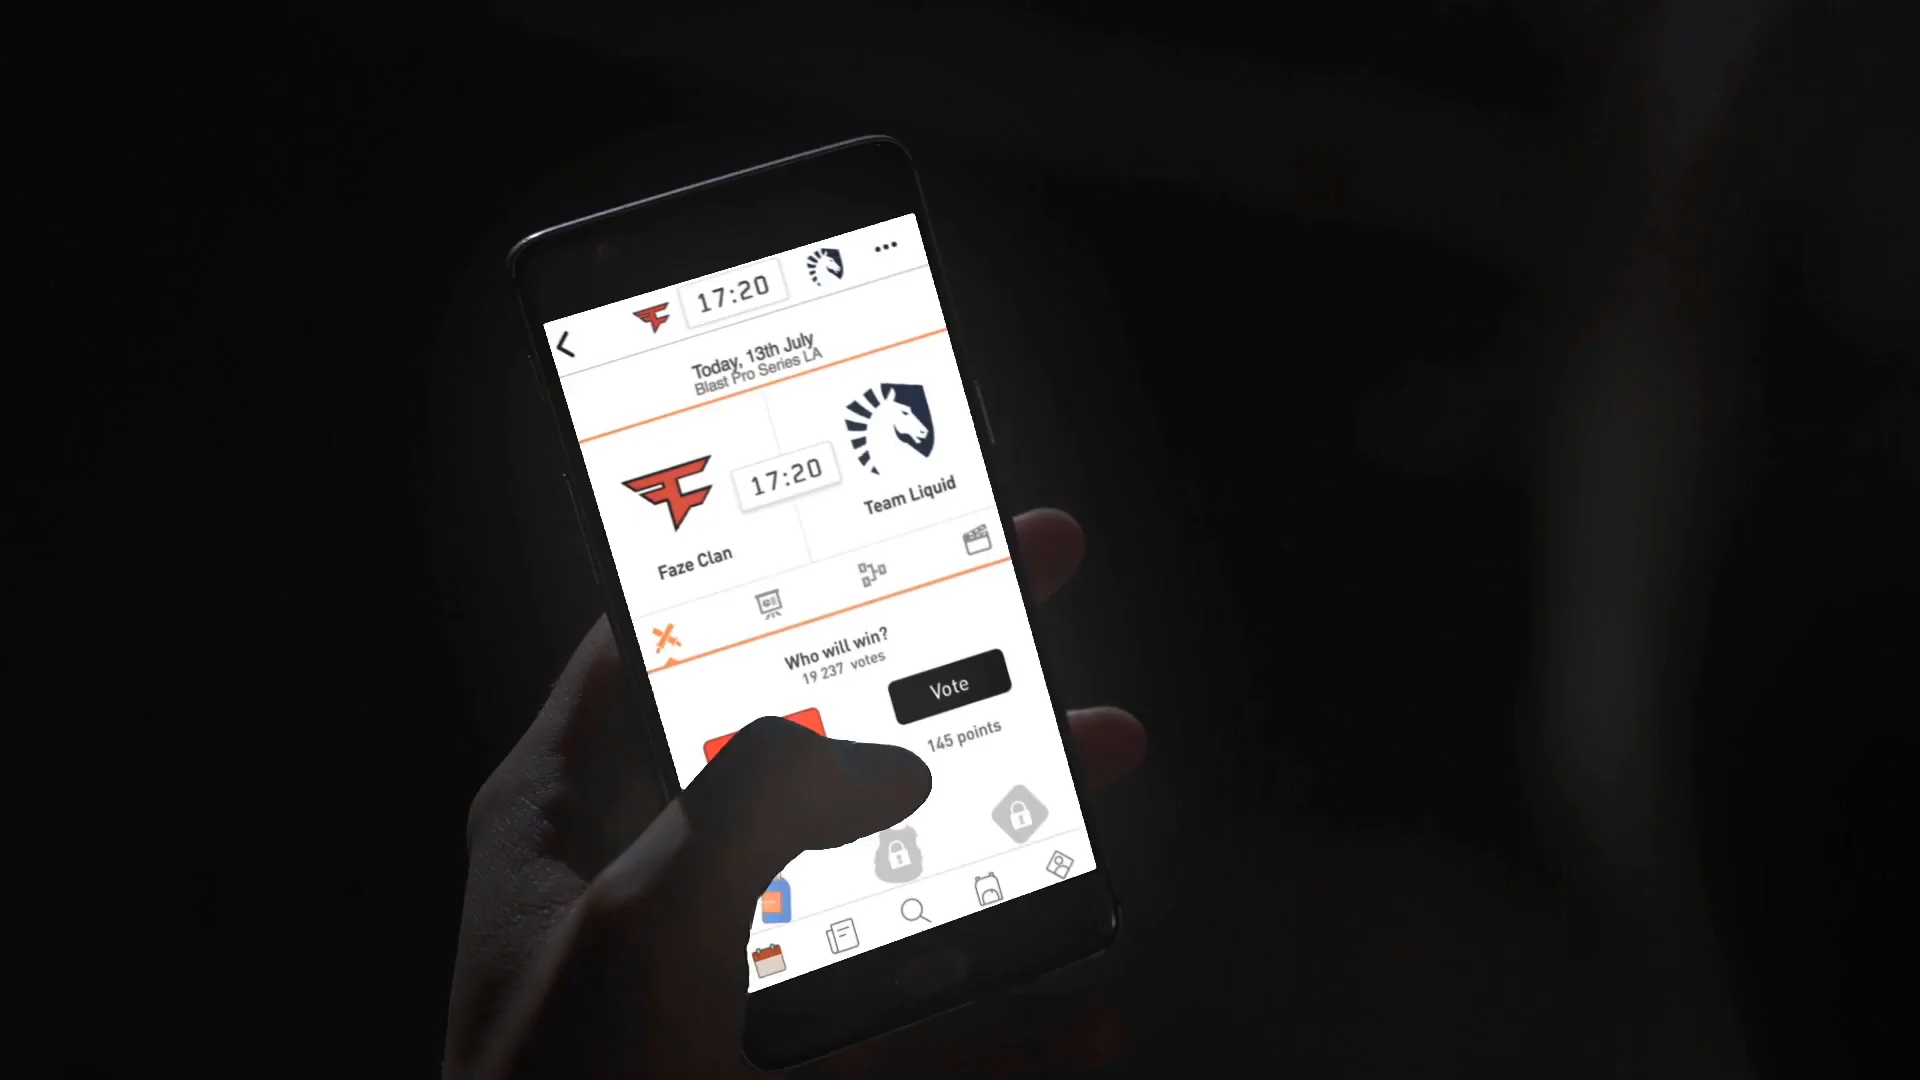 17:20
Today, 13th July
Blast Pro Series LA
17:20
Team Liquid
Faze Clan
Who will win?
19 237 votes
Vote
145 points